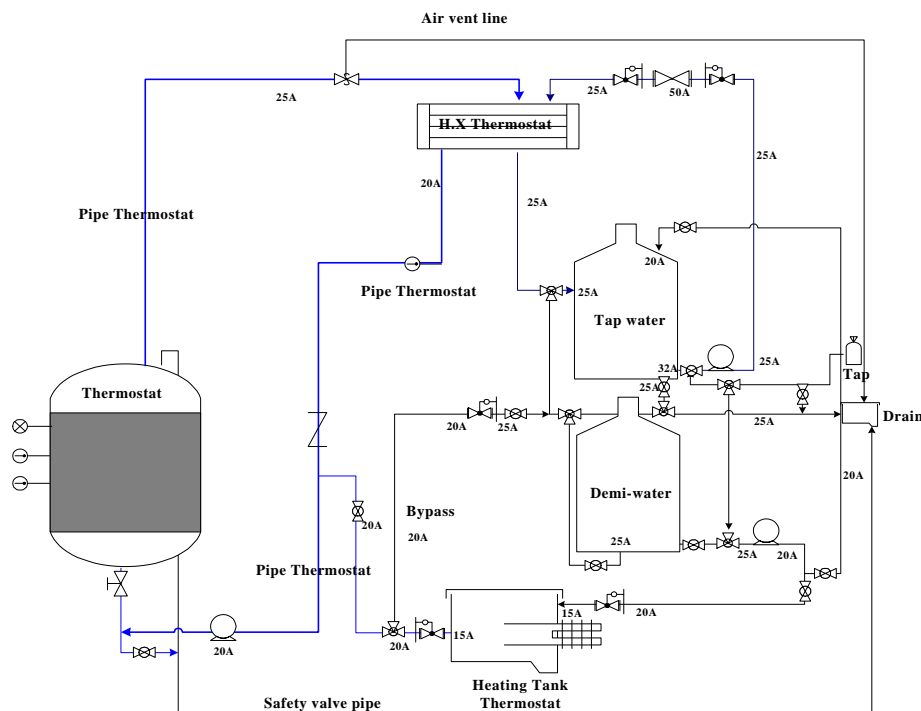 Air vent line
25A
25A
50A
H.X Thermostat
25A
20A
25A
Pipe Thermostat
20A
Pipe Thermostat
25A
Tap water
32A
25A
25A
Tap
Thermostat
20A
25A
25A
Drain
Demi-water
20A
Bypass
20A
20A
25A
25A
20A
Pipe Thermostat
15A
20A
15A
20A
20A
Heating Tank
Thermostat
Safety valve pipe